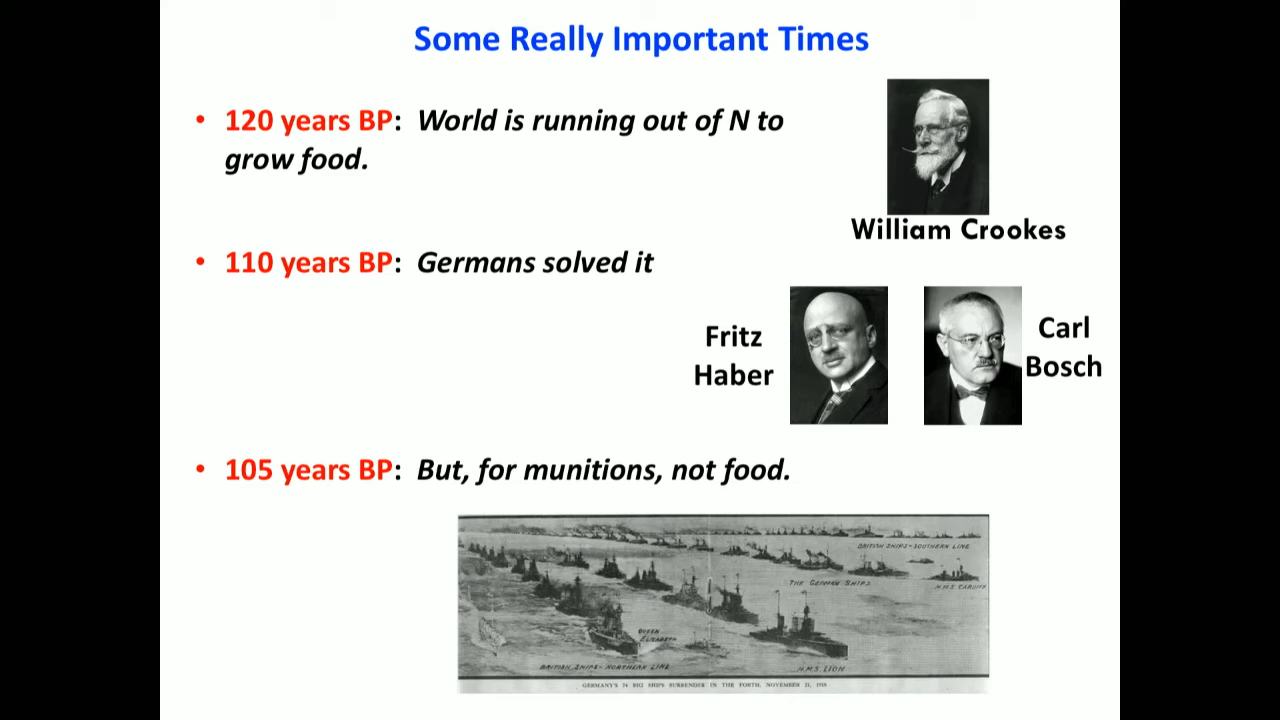 Some Really Important Times
• 120 years BP: World is running out of N to
grow food.
William Crookes
• 110 years BP: Germans solved it
Fritz
Haber
Carl
Bosch
• 105 years BP: But, for munitions, not food.
BRITISH SHIPS - SOUTHERN LINE
THE GERMAN SHIPS
H.M.S. CARDIFF
QUEEN
ELIZABETH
BRITISH SHIPS - NORTHERN LINE
H.M.S. LION
GERMANY'S 74 BIG SHIPS SURRENDER IN THE FORTH, NOVEMBER 21, 1918